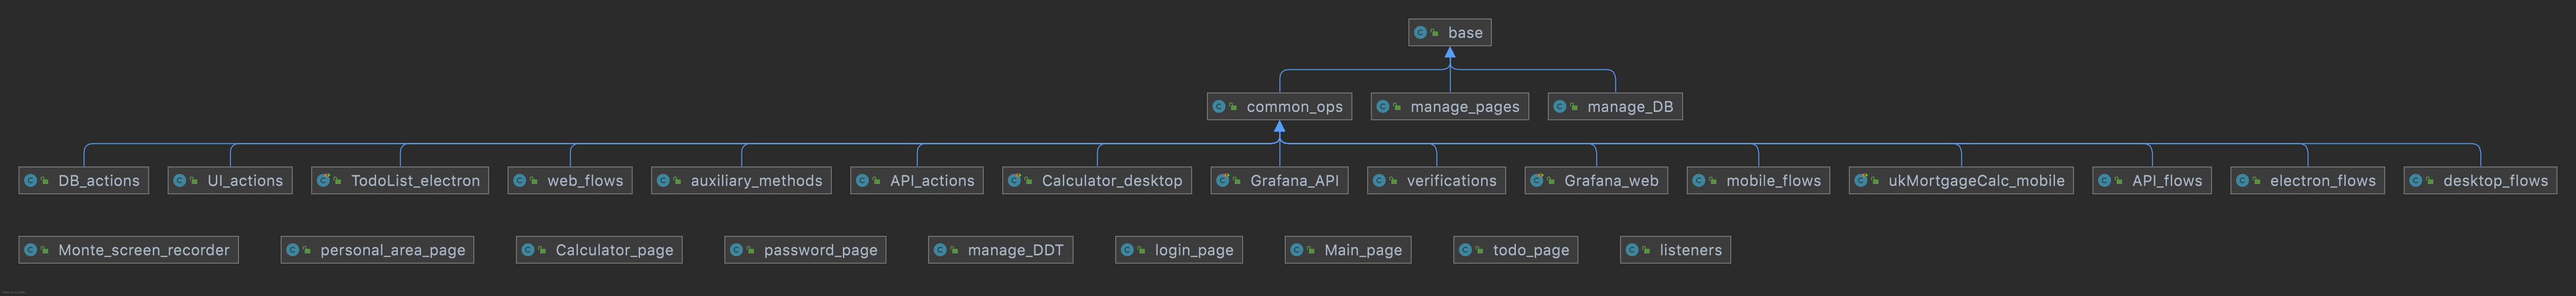 base
common_ops manage_pages manage_DB
DB_actions UI_actions TodoList_electron web_flows auxiliary_methods API_actions Calculator_desktop Grafana_API verifications Grafana_web mobile_flows ukMortgageCalc_mobile API_flows electron_flows desktop_flows
Monte_screen_recorder personal_area_page Calculator_page password_page manage_DDT login_page Main_page todo_page listeners